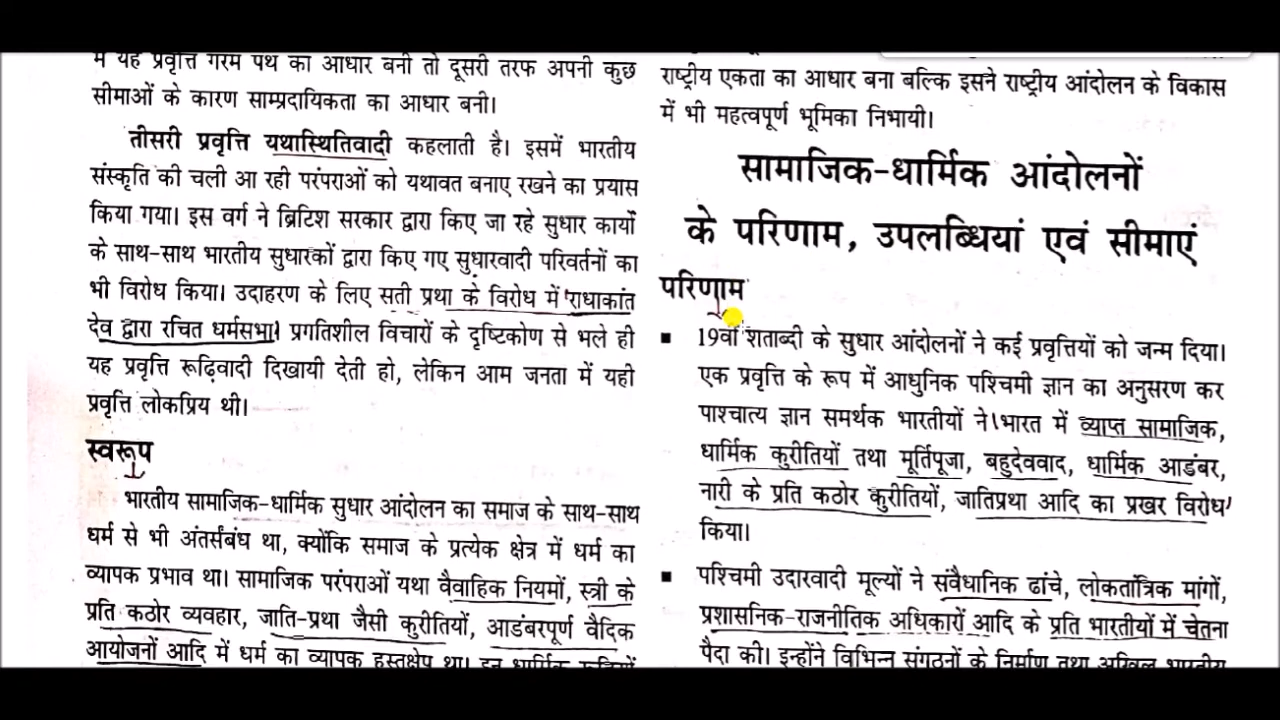 में यह प्रवृत्ति गरम पंथ का आधार बनी तो दूसरी तरफ अपनी कुछ
सीमाओं के कारण साम्प्रदायिकता का आधार बनी।
तीसरी प्रवृत्ति यथास्थितिवादी कहलाती है। इसमें भारतीय
संस्कृति की चली आ रही परंपराओं को यथावत बनाए रखने का प्रयास
किया गया। इस वर्ग ने ब्रिटिश सरकार द्वारा किए जा रहे सुधार कार्यों
के साथ-साथ भारतीय सुधारकों द्वारा किए गए सुधारवादी परिवर्तनों का
भी विरोध किया। उदाहरण के लिए सती प्रथा के विरोध में 'राधाकांत
देव द्वारा रचित धर्मसभा। प्रगतिशील विचारों के दृष्टिकोण से भले ही
यह प्रवृत्ति रूढ़िवादी दिखायी देती हो, लेकिन आम जनता में यही
प्रवृत्ति लोकप्रिय थी।
स्वरूप
भारतीय सामाजिक-धार्मिक सुधार आंदोलन का समाज के साथ-साथ
धर्म से भी अंतर्संबंध था, क्योंकि समाज के प्रत्येक क्षेत्र में धर्म का
व्यापक प्रभाव था। सामाजिक परंपराओं यथा वैवाहिक नियमों, स्त्री के
प्रति कठोर व्यवहार, जाति-प्रथा जैसी कुरीतियों, आडंबरपूर्ण वैदिक
आयोजनों आदि में धर्म का व्यापक हस्तक्षेप था। इन धार्मिक
राष्ट्रीय एकता का आधार बना बल्कि इसने राष्ट्रीय आंदोलन के विकास
में भी महत्वपूर्ण भूमिका निभायी।
सामाजिक-धार्मिक आंदोलनों
के परिणाम, उपलब्धियां एवं सीमाएं
परिणाम
▪ 19वीं शताब्दी के सुधार आंदोलनों ने कई प्रवृत्तियों को जन्म दिया।
एक प्रवृत्ति के रूप में आधुनिक पश्चिमी ज्ञान का अनुसरण कर
पाश्चात्य ज्ञान समर्थक भारतीयों ने भारत में व्याप्त सामाजिक,
धार्मिक कुरीतियों तथा मूर्तिपूजा, बहुदेववाद, धार्मिक आडंबर,
नारी के प्रति कठोर कुरीतियों, जातिप्रथा आदि का प्रखर विरोध
किया।
▪ पश्चिमी उदारवादी मूल्यों ने संवैधानिक ढांचे, लोकतांत्रिक मांगों,
प्रशासनिक-राजनीतिक अधिकारों आदि के प्रति भारतीयों में चेतना
पैदा की। इन्होंने विभिन्न संगठनों के निर्माण तथा अखिल भारतीय